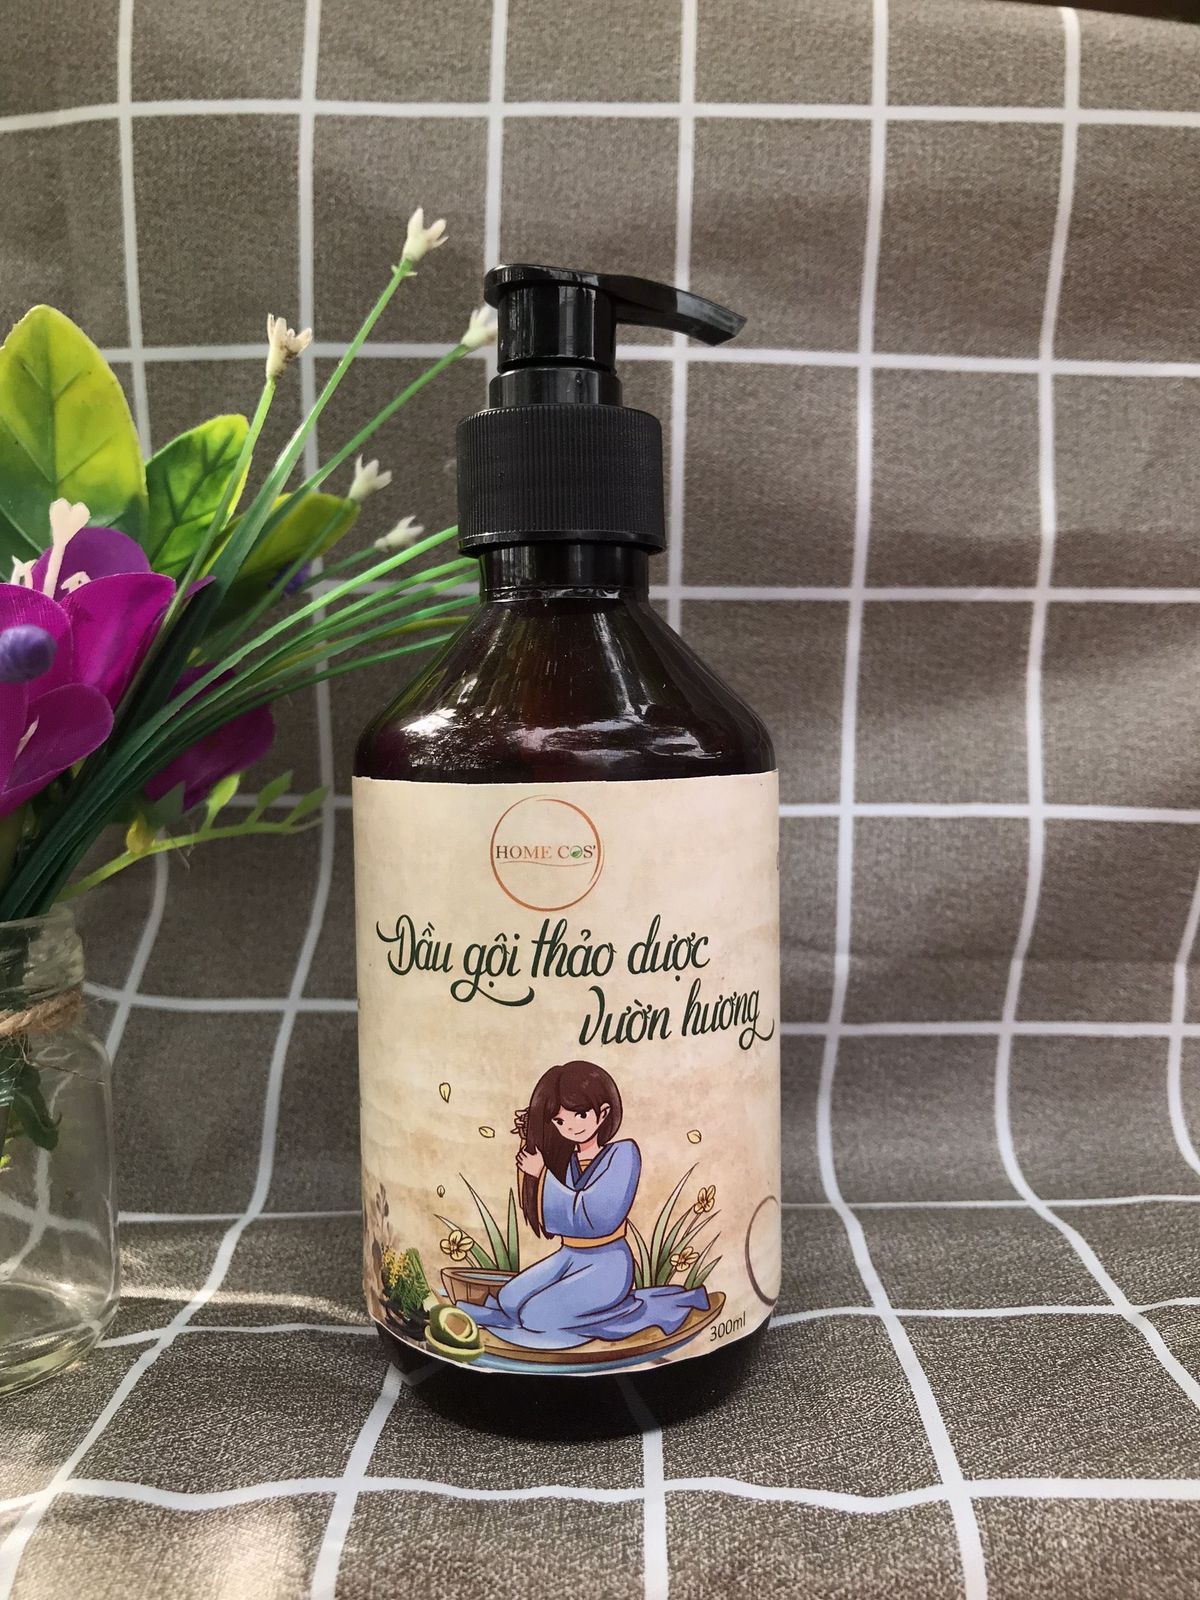 HOME COS'
Dầu gội thảo dược
Vườn hương
300ml